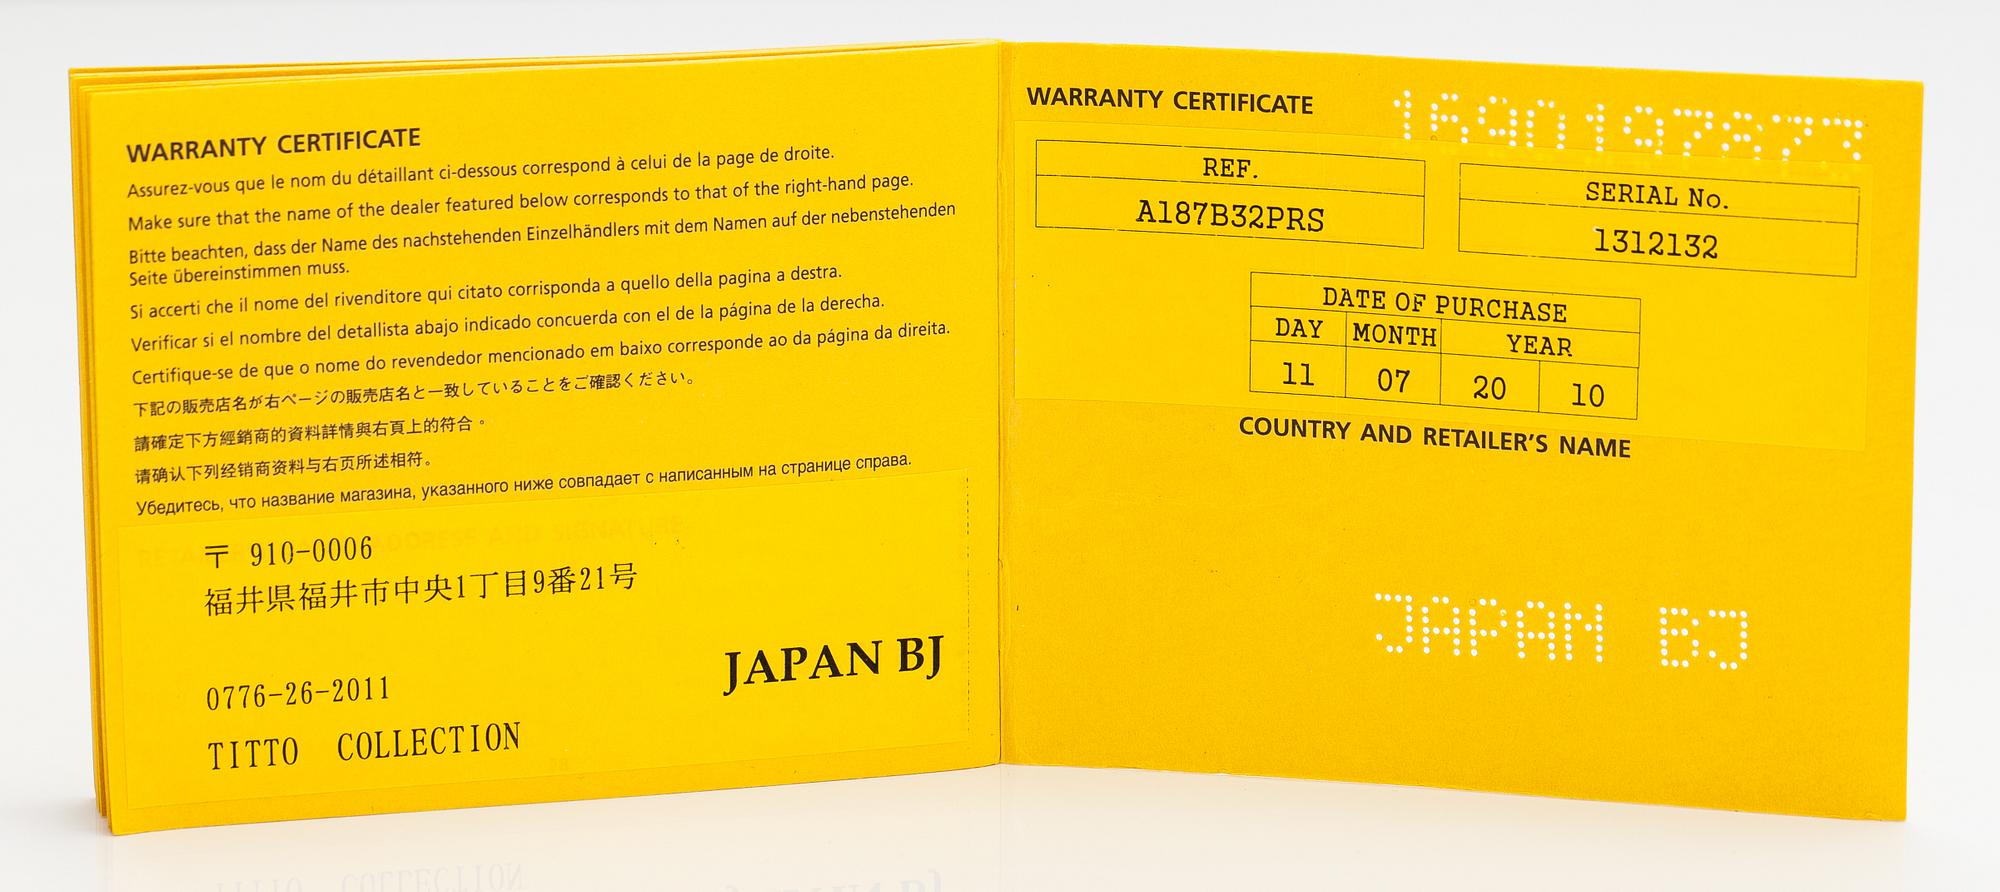 WARRANTY CERTIFICATE
Assurez-vous que le nom du détaillant ci-dessous correspond à celui de la page de droite.
Make sure that the name of the dealer featured below corresponds to that of the right-hand page.
Bitte beachten, dass der Name des nachstehenden Einzelhändlers mit dem Namen auf der nebenstehenden
Seite übereinstimmen muss.
Si accerti che il nome del rivenditore qui citato corrisponda a quello della pagina a destra.
Verificar si el nombre del detallista abajo indicado concuerda con el de la página de la derecha.
Certifique-se de que o nome do revendedor mencionado em baixo corresponde ao da página da direita.
下記の販売店名が右ページの販売店名と一致していることをご確認ください。
請確定下方經銷商的資料詳情與右頁上的符合。
请确认下列经销商资料与右页所述相符。
Убедитесь, что название магазина, указанного ниже совпадает с написанным на странице справа.
〒 910-0006
福井県福井市中央1丁目9番21号
JAPAN BJ
0776-26-2011
TITTO COLLECTION
WARRANTY CERTIFICATE
REF.
A187B32PRS
SERIAL No.
1312132
DATE OF PURCHASE
DAY MONTH YEAR
11 07 20 10
COUNTRY AND RETAILER'S NAME
JAPAN BJ